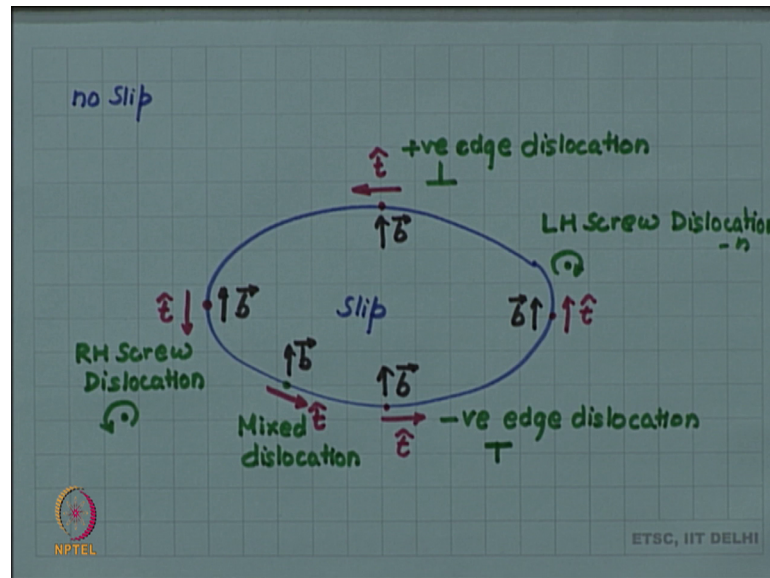 no Slip
t̂
+ve edge dislocation
⊥
b⃗
LH Screw Dislocation
-n
t̂
b⃗
Slip
b⃗
t̂
RH Screw
Dislocation
b⃗
b⃗
t̂
Mixed
dislocation
t̂
-ve edge dislocation
⊤
NPTEL
ETSC, IIT DELHI